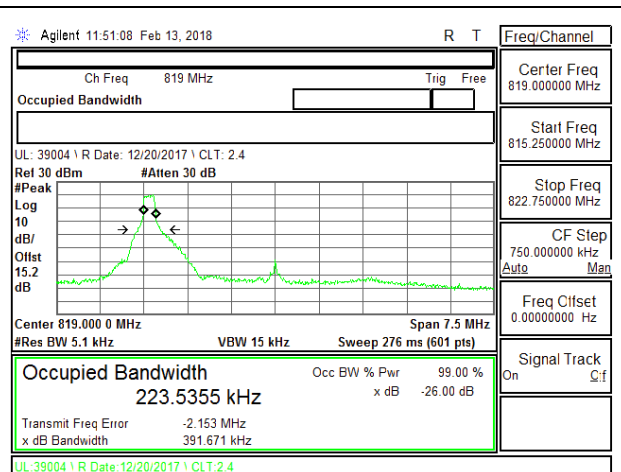 Agilent 11:51:08 Feb 13, 2018 R T
Freq/Channel
Ch Freq 819 MHz Trig Free
Occupied Bandwidth
Center Freq
819.000000 MHz
Start Freq
815.250000 MHz
Stop Freq
822.750000 MHz
CF Step
750.000000 kHz
Auto Man
Freq Offset
0.00000000 Hz
Signal Track
On Off
UL: 39004 \ R Date: 12/20/2017 \ CLT: 2.4
Ref 30 dBm #Atten 30 dB
#Peak
Log
10
dB/
Offst
15.2
dB
Center 819.000 0 MHz Span 7.5 MHz
#Res BW 5.1 kHz VBW 15 kHz Sweep 276 ms (601 pts)
Occupied Bandwidth Occ BW % Pwr 99.00 %
223.5355 kHz x dB -26.00 dB
Transmit Freq Error -2.153 MHz
x dB Bandwidth 391.671 kHz
UL:39004 \ R Date:12/20/2017 \ CLT:2.4